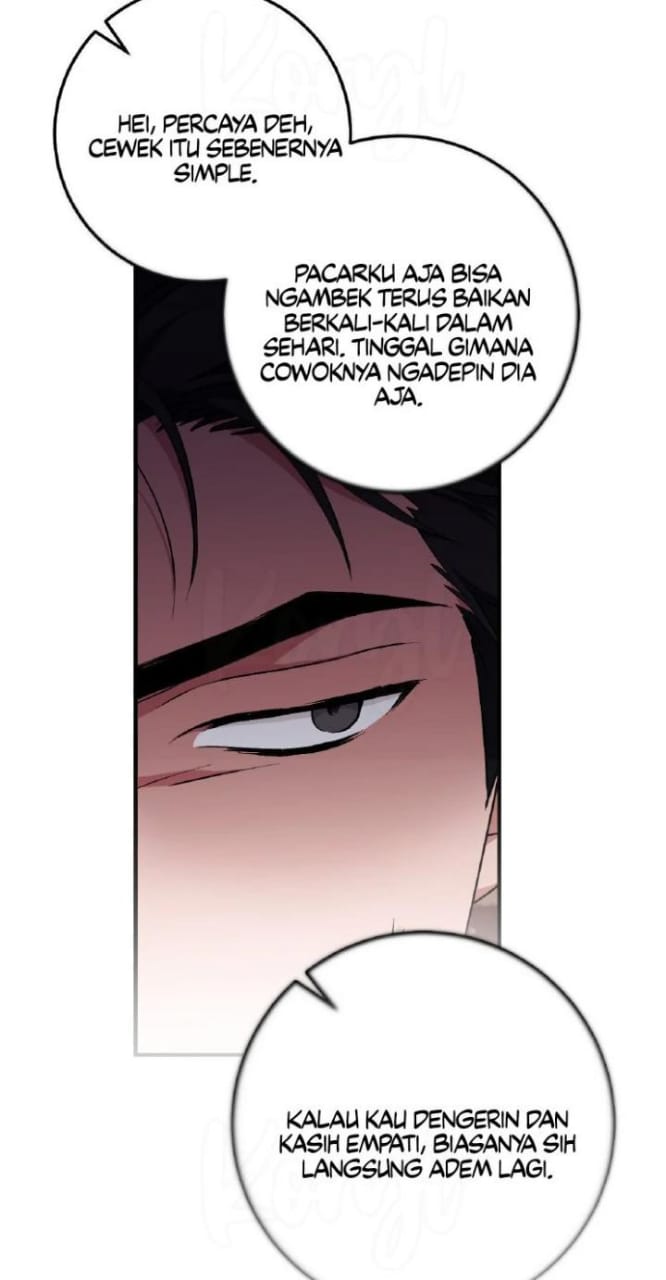 HEI, PERCAYA DEH,
CEWEK ITU SEBENERNYA
SIMPLE.
PACARKU AJA BISA
NGAMBEK TERUS BAIKAN
BERKALI-KALI DALAM
SEHARI. TINGGAL GIMANA
COWOKNYA NGADEPIN DIA
AJA.
KALAU KAU DENGERIN DAN
KASIH EMPATI, BIASANYA SIH
LANGSUNG ADEM LAGI.